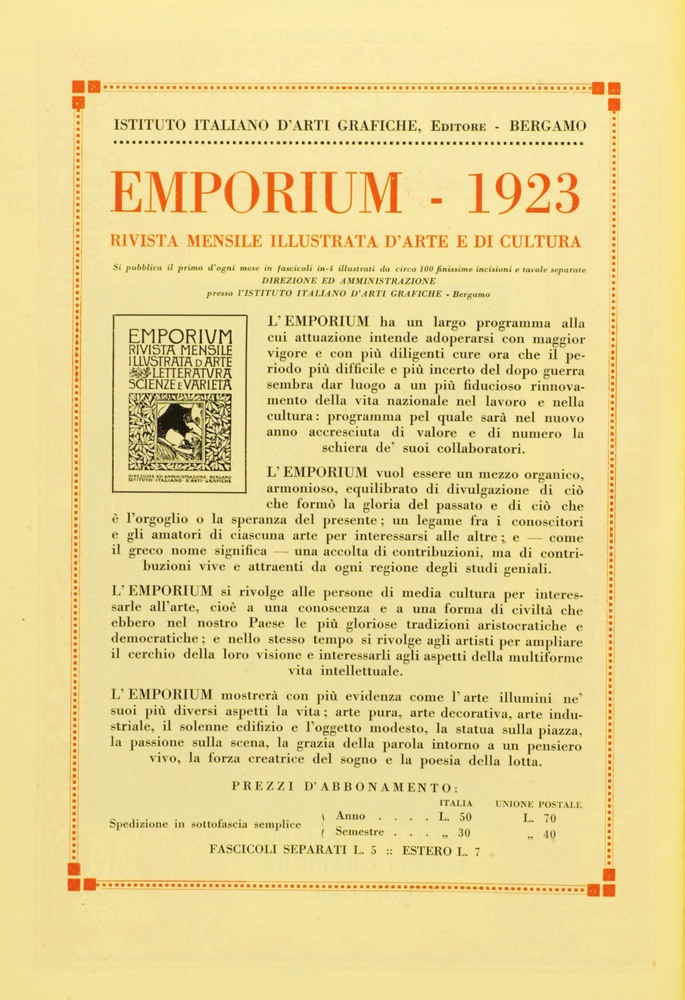 ISTITUTO ITALIANO D'ARTI GRAFICHE, EDITORE - BERGAMO
EMPORIUM - 1923
RIVISTA MENSILE ILLUSTRATA D'ARTE E DI CULTURA
Si pubblica il primo d'ogni mese in fascicoli in-4 illustrati da circa 100 finissime incisioni e tavole separate
DIREZIONE ED AMMINISTRAZIONE
presso l'ISTITUTO ITALIANO D'ARTI GRAFICHE - Bergamo
EMPORIVM
RIVISTA MENSILE
ILLVSTRATA D'ARTE
LETTERATVRA
SCIENZE E VARIETA
DIREZIONE ED AMMINISTRAZIONE BERGAMO
ISTITUTO ITALIANO D'ARTI GRAFICHE
L'EMPORIUM ha un largo programma alla
cui attuazione intende adoperarsi con maggior
vigore e con più diligenti cure ora che il pe-
riodo più difficile e più incerto del dopo guerra
sembra dar luogo a un più fiducioso rinnova-
mento della vita nazionale nel lavoro e nella
cultura: programma pel quale sarà nel nuovo
anno accresciuta di valore e di numero la
schiera de' suoi collaboratori.
L'EMPORIUM vuol essere un mezzo organico,
armonioso, equilibrato di divulgazione di ciò
che formò la gloria del passato e di ciò che
è l'orgoglio o la speranza del presente; un legame fra i conoscitori
e gli amatori di ciascuna arte per interessarsi alle altre; e — come
il greco nome significa — una accolta di contribuzioni, ma di contri-
buzioni vive e attraenti da ogni regione degli studi geniali.
L'EMPORIUM si rivolge alle persone di media cultura per interes-
sarle all'arte, cioè a una conoscenza e a una forma di civiltà che
ebbero nel nostro Paese le più gloriose tradizioni aristocratiche e
democratiche; e nello stesso tempo si rivolge agli artisti per ampliare
il cerchio della loro visione e interessarli agli aspetti della multiforme
vita intellettuale.
L'EMPORIUM mostrerà con più evidenza come l'arte illumini ne'
suoi più diversi aspetti la vita; arte pura, arte decorativa, arte indu-
striale, il solenne edifizio e l'oggetto modesto, la statua sulla piazza,
la passione sulla scena, la grazia della parola intorno a un pensiero
vivo, la forza creatrice del sogno e la poesia della lotta.
PREZZI D'ABBONAMENTO:
ITALIA UNIONE POSTALE
Spedizione in sottofascia semplice
Anno . . . . L. 50 L. 70
Semestre . . . „ 30 „ 40
FASCICOLI SEPARATI L. 5 :: ESTERO L. 7